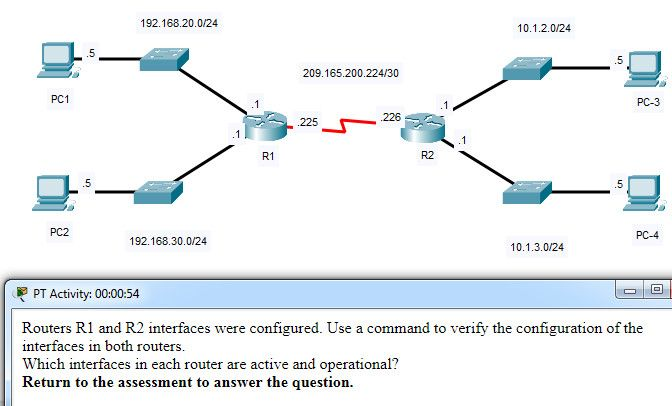 192.168.20.0/24
10.1.2.0/24
.5
.5
209.165.200.224/30
PC1
PC-3
.1
.225
.226
.1
.1
.1
R1
R2
.5
.5
PC2
192.168.30.0/24
PC-4
10.1.3.0/24
PT Activity: 00:00:54
Routers R1 and R2 interfaces were configured. Use a command to verify the configuration of the
interfaces in both routers.
Which interfaces in each router are active and operational?
Return to the assessment to answer the question.